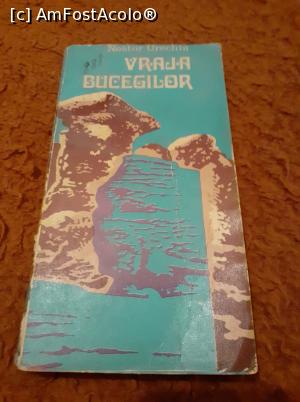 [c] AmFostAcolo®
Nestor Urechia
VRAJA
BUCEGILOR